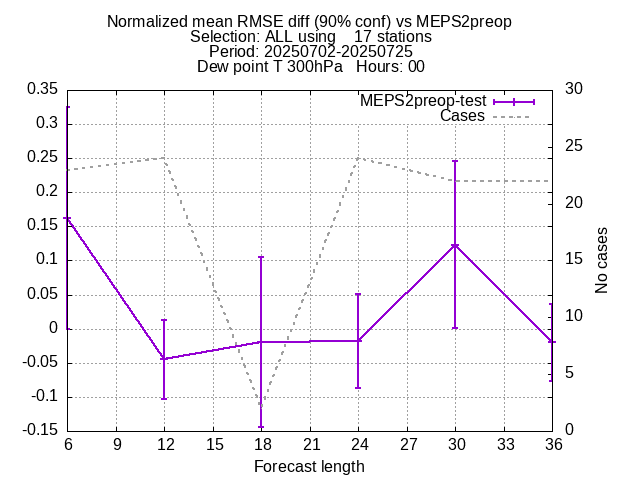 Normalized mean RMSE diff (90% conf) vs MEPS2preop
Selection: ALL using    17 stations
Period: 20250702-20250725
Dew point T 300hPa   Hours: 00
MEPS2preop-test
Cases
0.35
0.3
0.25
0.2
0.15
0.1
0.05
0
-0.05
-0.1
-0.15
30
25
20
15
10
5
0
No cases
6 9 12 15 18 21 24 27 30 33 36
Forecast length